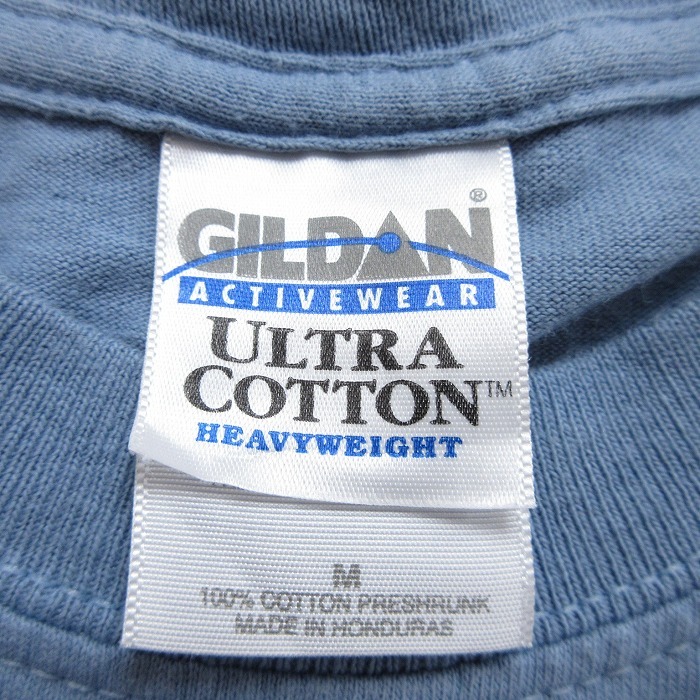 GILDAN®
ACTIVEWEAR
ULTRA
COTTON™
HEAVYWEIGHT
M
100% COTTON PRESHRUNK
MADE IN HONDURAS